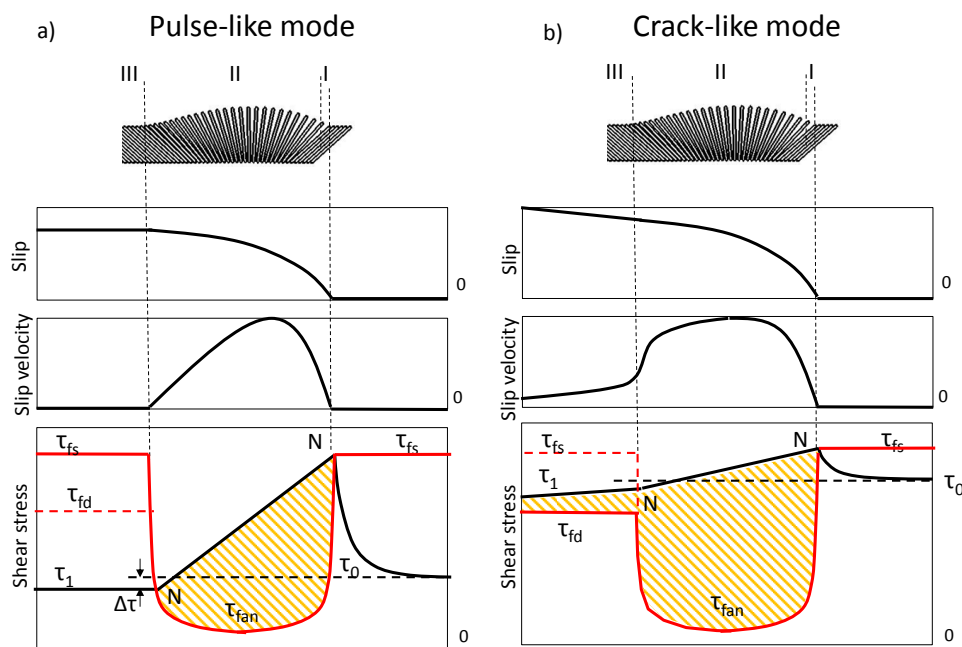 a) Pulse-like mode
III II I
Slip
0
Slip velocity
0
Shear stress
τfs
N
τfs
τfd
τ1
Δτ
N
τfan
τ0
0
b) Crack-like mode
III II I
Slip
0
Slip velocity
0
Shear stress
τfs
N
τfs
τ1
N
τ0
τfd
τfan
0